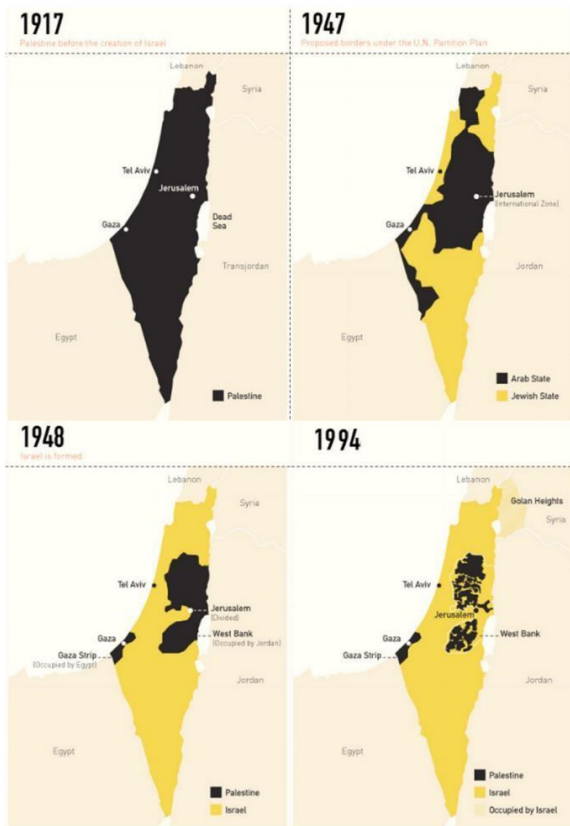 1917
Palestine before the creation of Israel
Lebanon
Syria
Tel Aviv
Jerusalem
Gaza
Dead
Sea
Transjordan
Egypt
Palestine
1947
Proposed borders under the U.N. Partition Plan
Lebanon
Syria
Tel Aviv
Jerusalem
(International Zone)
Gaza
Jordan
Egypt
Arab State
Jewish State
1948
Israel is formed
Lebanon
Syria
Tel Aviv
Jerusalem
(Divided)
Gaza
West Bank
(Occupied by Jordan)
Gaza Strip
(Occupied by Egypt)
Jordan
Egypt
Palestine
Israel
1994
Lebanon
Golan Heights
Syria
Tel Aviv
Jerusalem
Gaza
West Bank
Gaza Strip
Jordan
Egypt
Palestine
Israel
Occupied by Israel